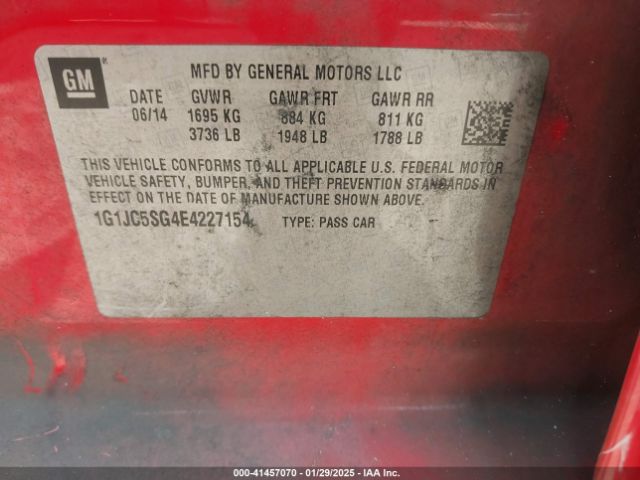 GM
MFD BY GENERAL MOTORS LLC
DATE GVWR GAWR FRT GAWR RR
06/14 1695 KG 884 KG 811 KG
3736 LB 1948 LB 1788 LB
THIS VEHICLE CONFORMS TO ALL APPLICABLE U.S. FEDERAL MOTOR
VEHICLE SAFETY, BUMPER, AND THEFT PREVENTION STANDARDS IN
EFFECT ON THE DATE OF MANUFACTURE SHOWN ABOVE.
1G1JC5SG4E4227154 TYPE: PASS CAR
000-41457070 | 01/29/2025 - IAA Inc.